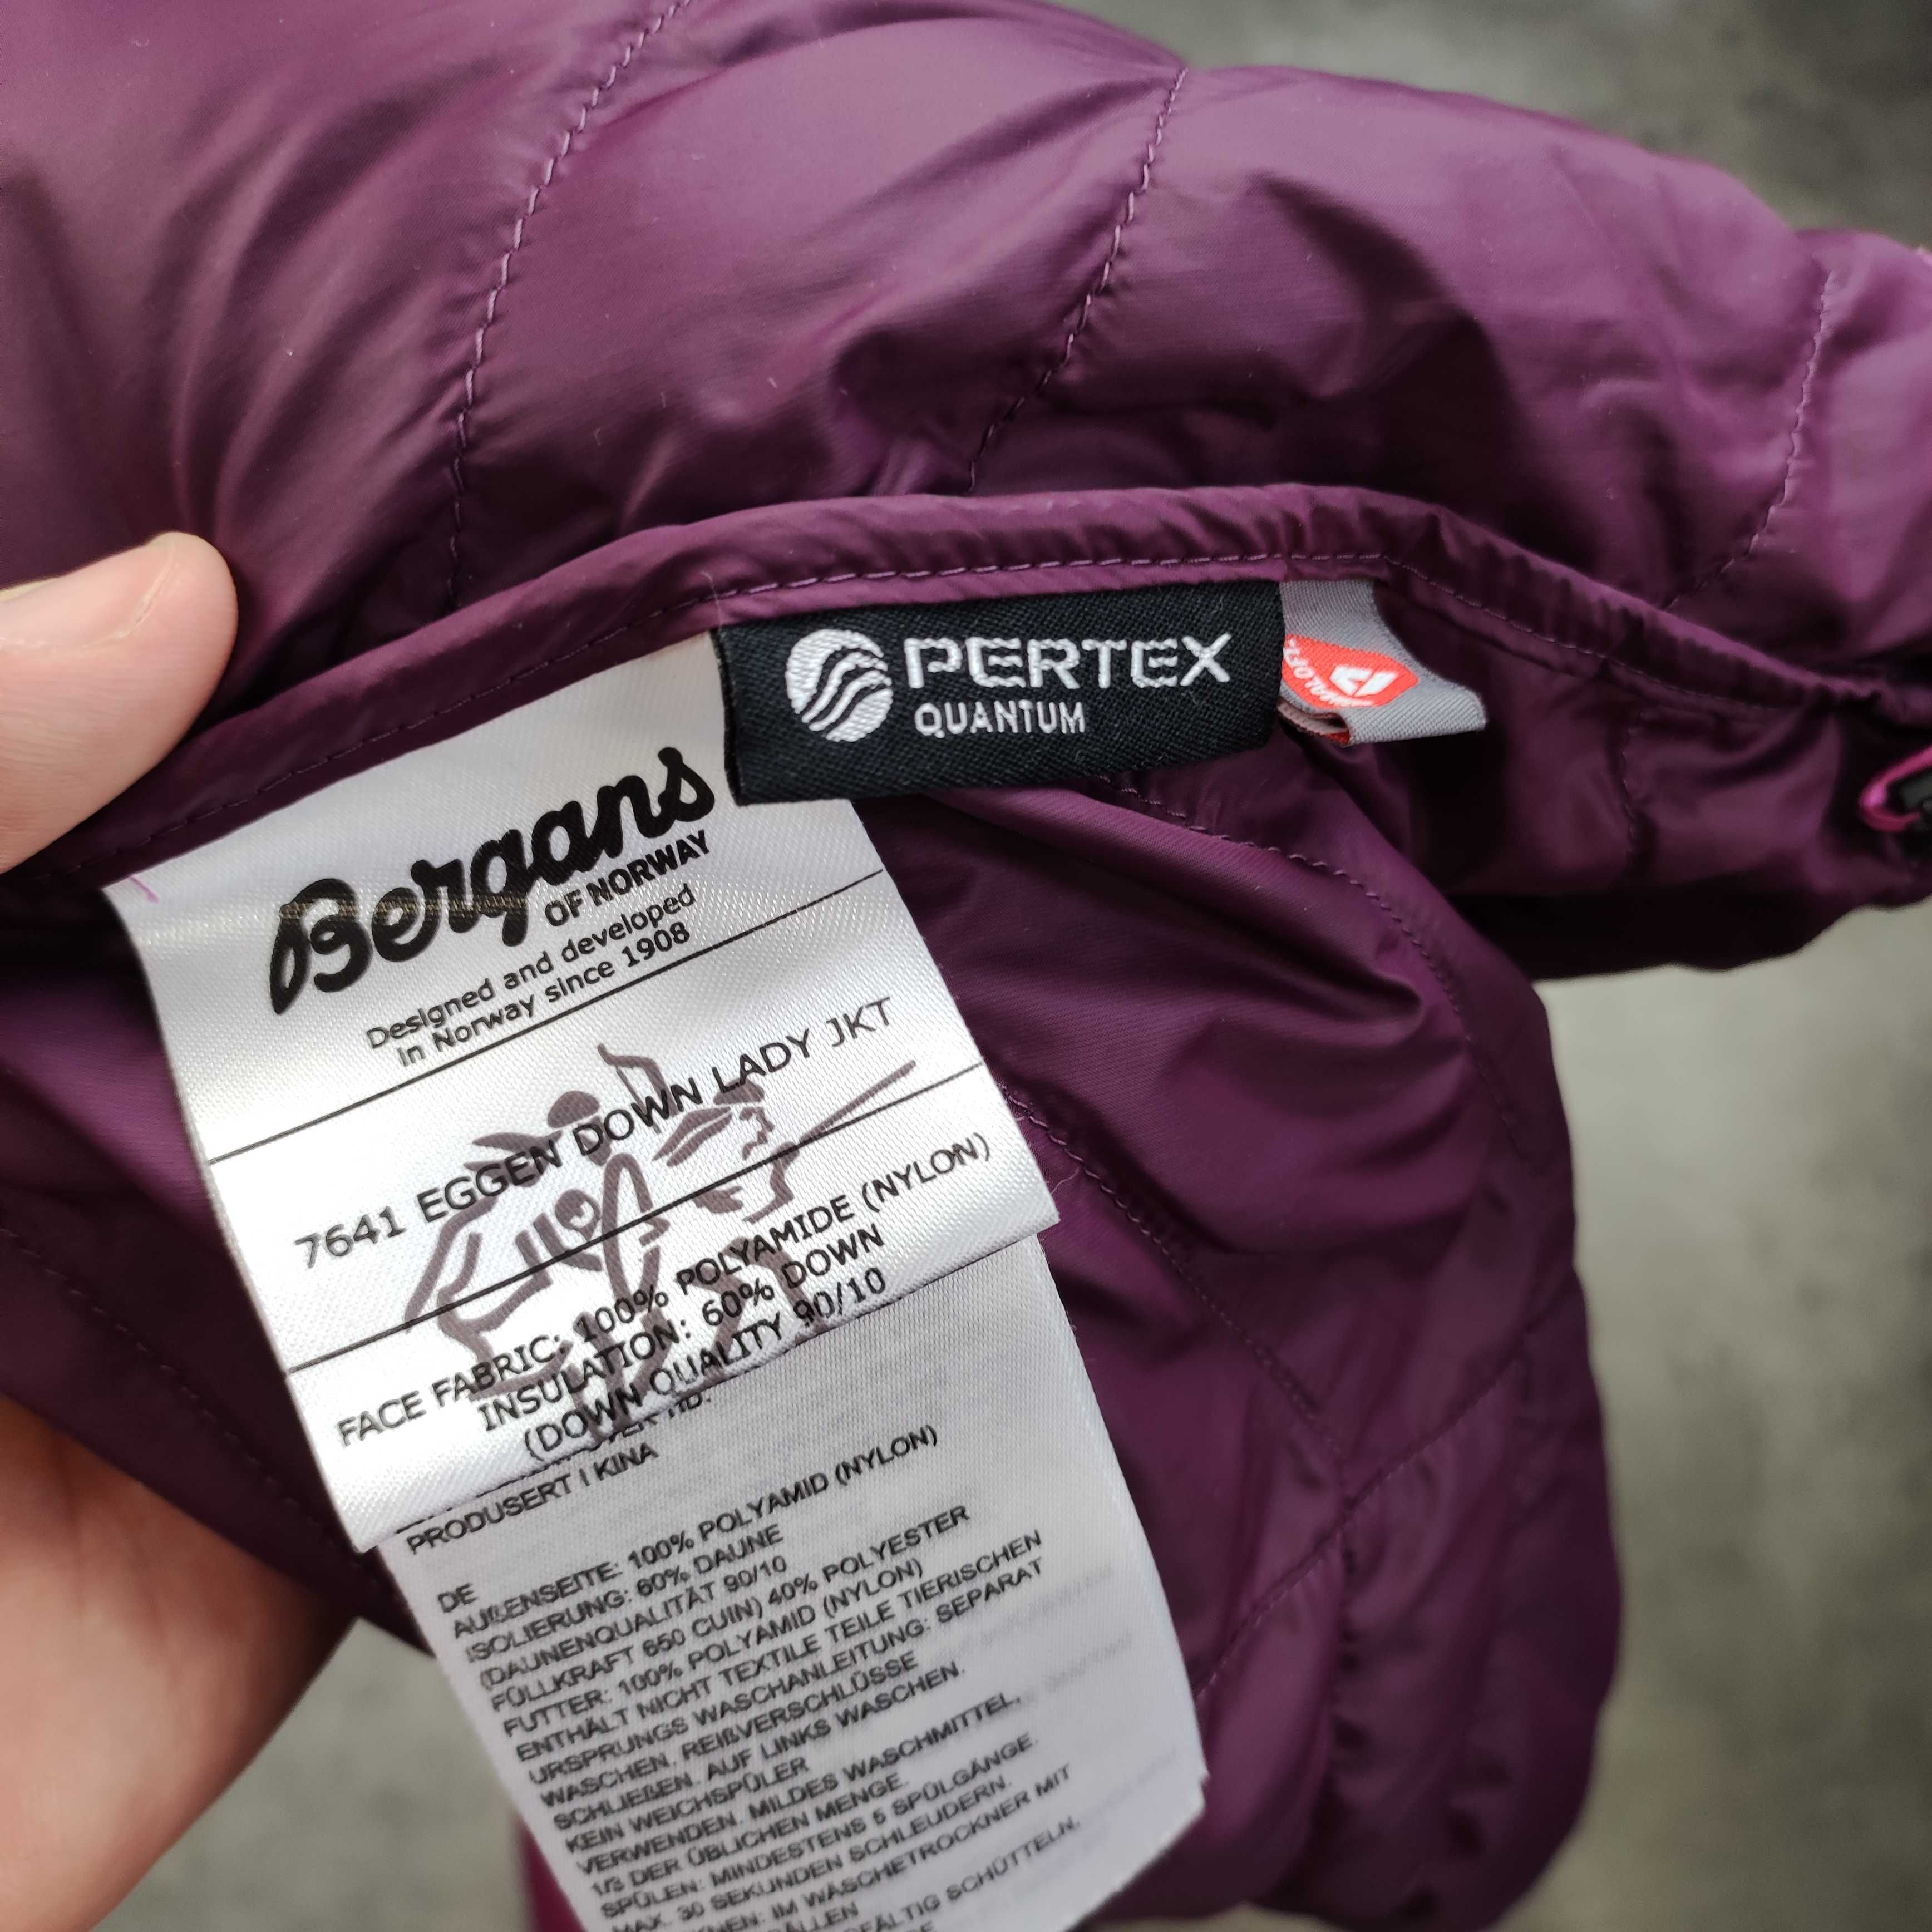 PERTEX
QUANTUM
Bergans
OF NORWAY
Designed and developed
in Norway since 1908
7641 EGGEN DOWN LADY JKT
FACE FABRIC: 100% POLYAMIDE (NYLON)
INSULATION: 60% DOWN
(DOWN QUALITY 90/10
PRODUSERT I KINA
DE
AUßENSEITE: 100% POLYAMID (NYLON)
ISOLIERUNG: 60% DAUNE
(DAUNENQUALITÄT 90/10
FÜLLKRAFT 650 CUIN) 40% POLYESTER
FUTTER: 100% POLYAMID (NYLON)
ENTHÄLT NICHT TEXTILE TEILE TIERISCHEN
URSPRUNGS WASCHANLEITUNG: SEPARAT
WASCHEN. REIßVERSCHLÜSSE
SCHLIEßEN. AUF LINKS WASCHEN.
KEIN WEICHSPÜLER
VERWENDEN. MILDES WASCHMITTEL,
1/3 DER ÜBLICHEN MENGE.
SPÜLEN: MINDESTENS 5 SPÜLGÄNGE.
MAX. 30 SEKUNDEN SCHLEUDERN.
IM WÄSCHETROCKNER MIT
SCHÜTTELN,